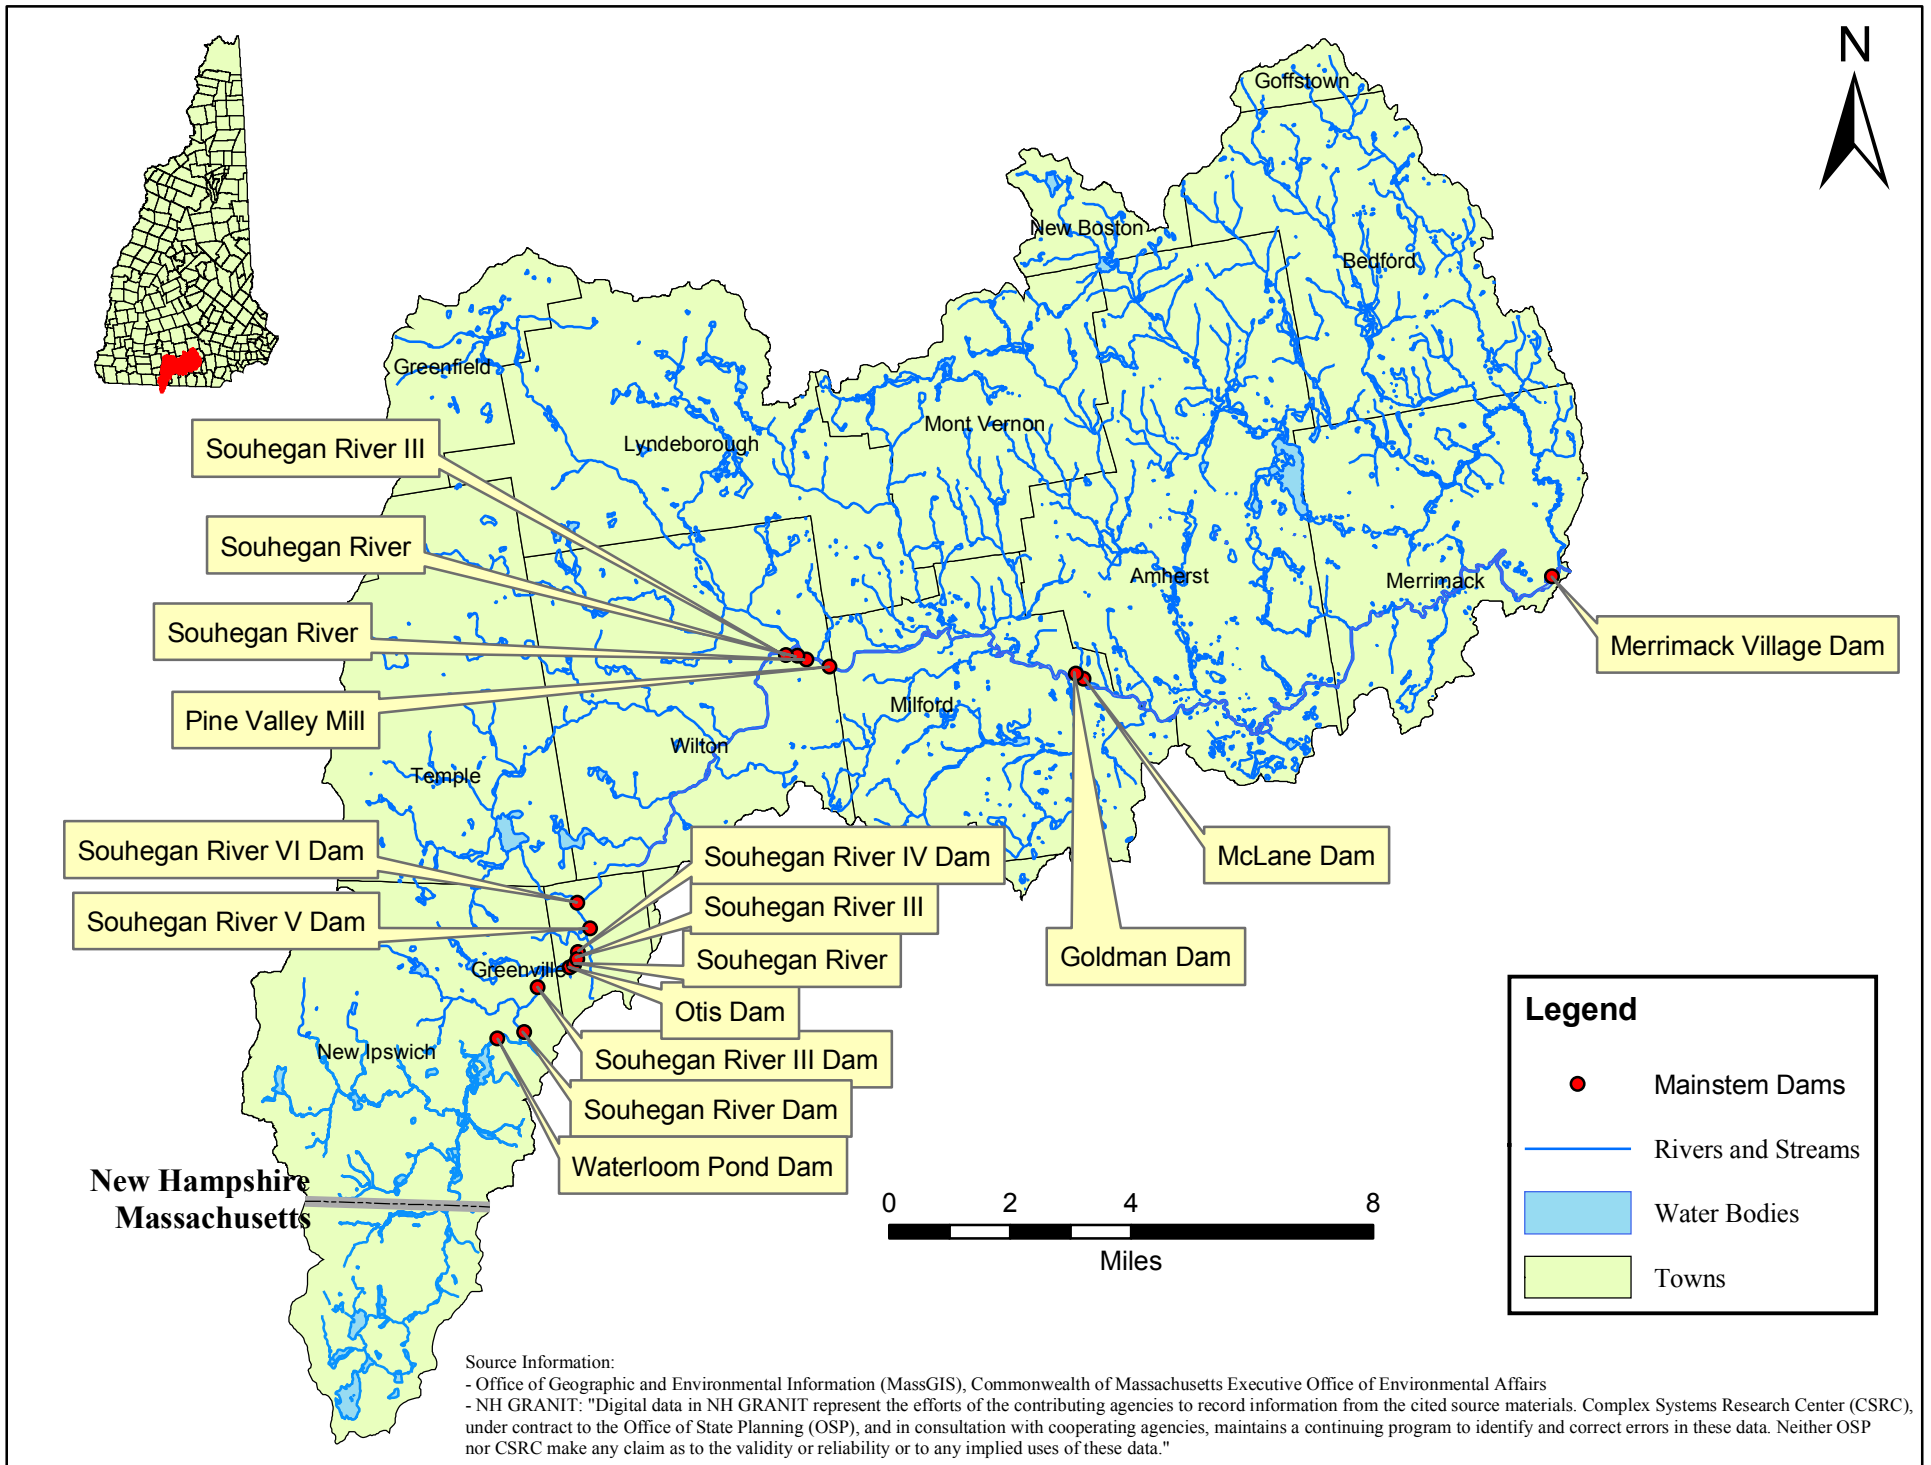 N
Goffstown
New Boston
Bedford
Greenfield
Lyndeborough
Mont Vernon
Souhegan River III
Souhegan River
Amherst
Merrimack
Souhegan River
Merrimack Village Dam
Pine Valley Mill
Milford
Wilton
Temple
Souhegan River VI Dam
Souhegan River IV Dam
McLane Dam
Souhegan River V Dam
Souhegan River III
Souhegan River
Goldman Dam
Greenville
Otis Dam
New Ipswich
Souhegan River III Dam
Souhegan River Dam
Waterloom Pond Dam
New Hampshire
Massachusetts
0 2 4 8
Miles
Legend
Mainstem Dams
Rivers and Streams
Water Bodies
Towns
Source Information:
- Office of Geographic and Environmental Information (MassGIS), Commonwealth of Massachusetts Executive Office of Environmental Affairs
- NH GRANIT: "Digital data in NH GRANIT represent the efforts of the contributing agencies to record information from the cited source materials. Complex Systems Research Center (CSRC),
under contract to the Office of State Planning (OSP), and in consultation with cooperating agencies, maintains a continuing program to identify and correct errors in these data. Neither OSP
nor CSRC make any claim as to the validity or reliability or to any implied uses of these data."